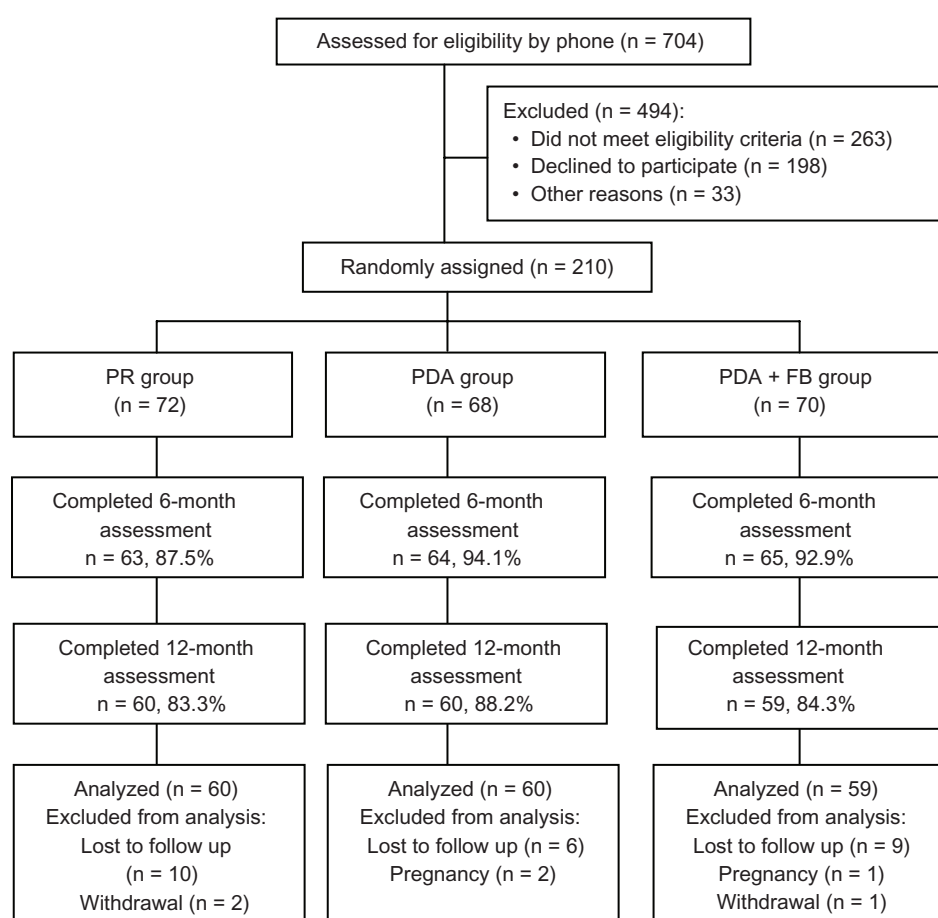 Assessed for eligibility by phone (n = 704)
Excluded (n = 494):
• Did not meet eligibility criteria (n = 263)
• Declined to participate (n = 198)
• Other reasons (n = 33)
Randomly assigned (n = 210)
PR group
(n = 72)
PDA group
(n = 68)
PDA + FB group
(n = 70)
Completed 6-month
assessment
n = 63, 87.5%
Completed 6-month
assessment
n = 64, 94.1%
Completed 6-month
assessment
n = 65, 92.9%
Completed 12-month
assessment
n = 60, 83.3%
Completed 12-month
assessment
n = 60, 88.2%
Completed 12-month
assessment
n = 59, 84.3%
Analyzed (n = 60)
Excluded from analysis:
Lost to follow up
(n = 10)
Withdrawal (n = 2)
Analyzed (n = 60)
Excluded from analysis:
Lost to follow up (n = 6)
Pregnancy (n = 2)
Analyzed (n = 59)
Excluded from analysis:
Lost to follow up (n = 9)
Pregnancy (n = 1)
Withdrawal (n = 1)